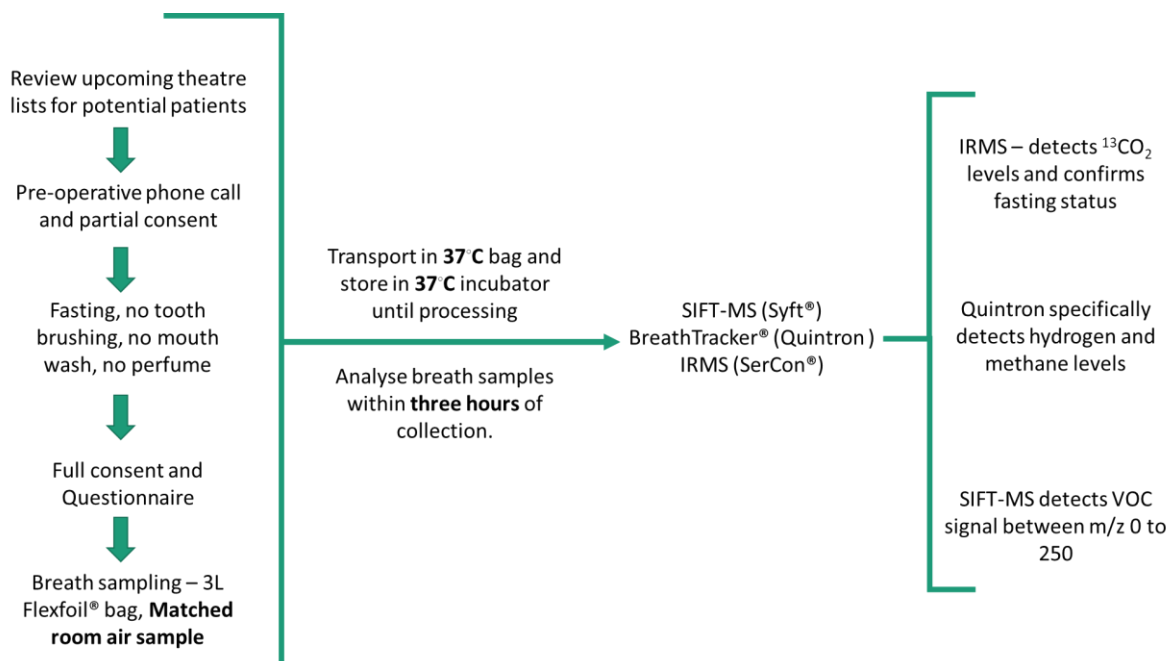 Review upcoming theatre
lists for potential patients
Pre-operative phone call
and partial consent
Fasting, no tooth
brushing, no mouth
wash, no perfume
Full consent and
Questionnaire
Breath sampling – 3L
Flexfoil® bag, Matched
room air sample
Transport in 37°C bag and
store in 37°C incubator
until processing
Analyse breath samples
within three hours of
collection.
SIFT-MS (Syft®)
BreathTracker® (Quintron )
IRMS (SerCon®)
IRMS – detects ¹³CO₂
levels and confirms
fasting status
Quintron specifically
detects hydrogen and
methane levels
SIFT-MS detects VOC
signal between m/z 0 to
250